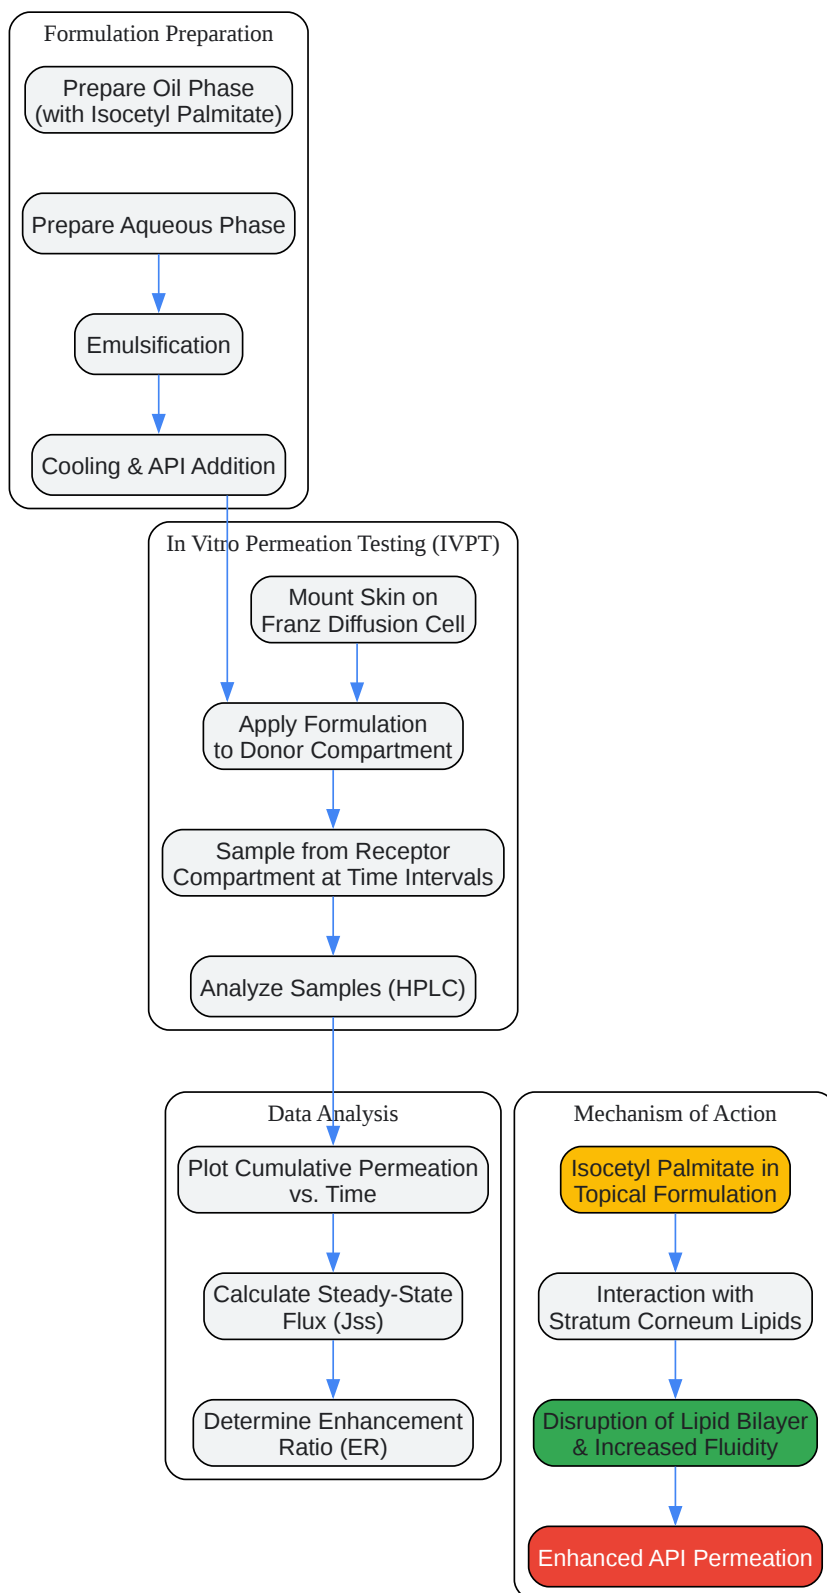 Formulation Preparation
Prepare Oil Phase
(with Isocetyl Palmitate)
Prepare Aqueous Phase
Emulsification
Cooling & API Addition
In Vitro Permeation Testing (IVPT)
Mount Skin on
Franz Diffusion Cell
Apply Formulation
to Donor Compartment
Sample from Receptor
Compartment at Time Intervals
Analyze Samples (HPLC)
Data Analysis
Plot Cumulative Permeation
vs. Time
Calculate Steady-State
Flux (Jss)
Determine Enhancement
Ratio (ER)
Mechanism of Action
Isocetyl Palmitate in
Topical Formulation
Interaction with
Stratum Corneum Lipids
Disruption of Lipid Bilayer
& Increased Fluidity
Enhanced API Permeation